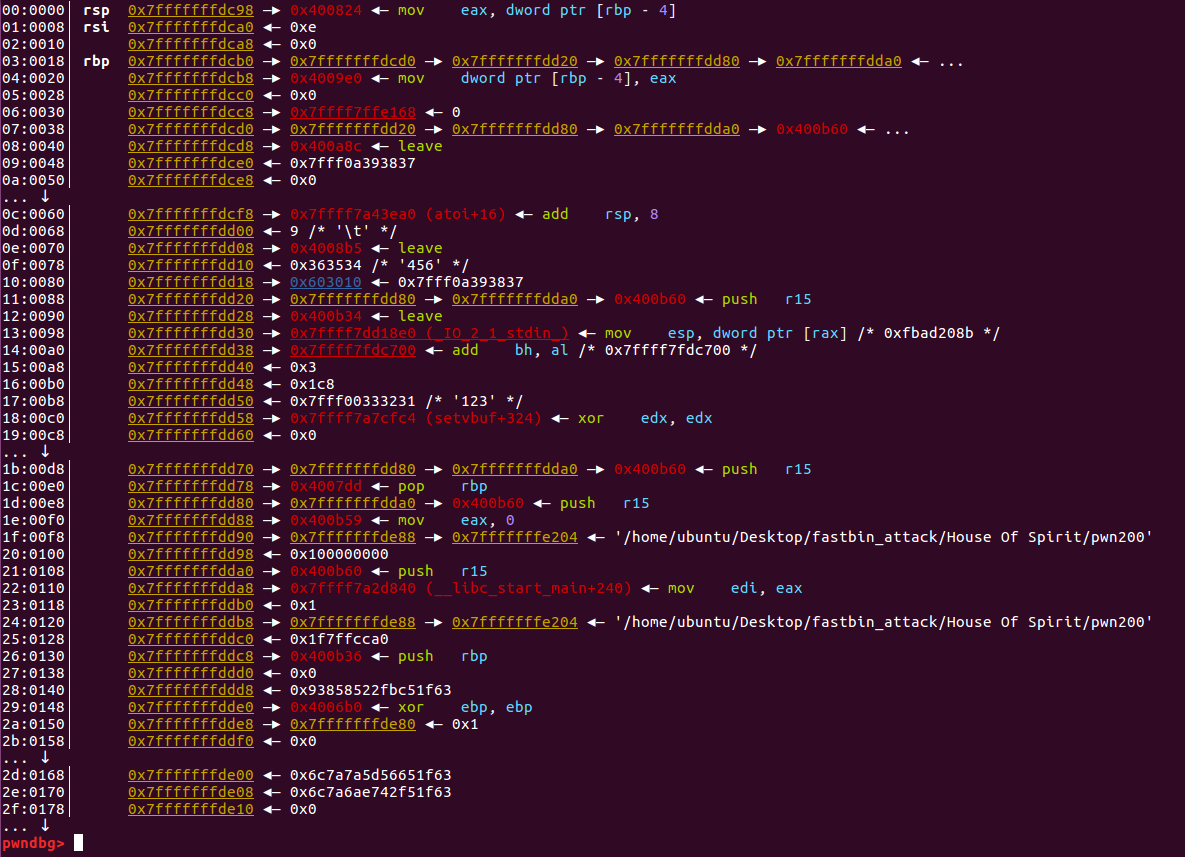 00:0000│ rsp 0x7fffffffdc98 —▸ 0x400824 ◂— mov    eax, dword ptr [rbp - 4]
01:0008│ rsi 0x7fffffffdca0 ◂— 0xe
02:0010│     0x7fffffffdca8 ◂— 0x0
03:0018│ rbp 0x7fffffffdcb0 —▸ 0x7fffffffdcd0 —▸ 0x7fffffffdd20 —▸ 0x7fffffffdd80 —▸ 0x7fffffffdda0 ◂— ...
04:0020│     0x7fffffffdcb8 —▸ 0x4009e0 ◂— mov    dword ptr [rbp - 4], eax
05:0028│     0x7fffffffdcc0 ◂— 0x0
06:0030│     0x7fffffffdcc8 —▸ 0x7ffff7ffe168 ◂— 0
07:0038│     0x7fffffffdcd0 —▸ 0x7fffffffdd20 —▸ 0x7fffffffdd80 —▸ 0x7fffffffdda0 —▸ 0x400b60 ◂— ...
08:0040│     0x7fffffffdcd8 —▸ 0x400a8c ◂— leave
09:0048│     0x7fffffffdce0 ◂— 0x7fff0a393837
0a:0050│     0x7fffffffdce8 ◂— 0x0
... ↓
0c:0060│     0x7fffffffdcf8 —▸ 0x7ffff7a43ea0 (atoi+16) ◂— add    rsp, 8
0d:0068│     0x7fffffffdd00 ◂— 9 /* '\t' */
0e:0070│     0x7fffffffdd08 —▸ 0x4008b5 ◂— leave
0f:0078│     0x7fffffffdd10 ◂— 0x363534 /* '456' */
10:0080│     0x7fffffffdd18 —▸ 0x603010 ◂— 0x7fff0a393837
11:0088│     0x7fffffffdd20 —▸ 0x7fffffffdd80 —▸ 0x7fffffffdda0 —▸ 0x400b60 ◂— push   r15
12:0090│     0x7fffffffdd28 —▸ 0x400b34 ◂— leave
13:0098│     0x7fffffffdd30 —▸ 0x7ffff7dd18e0 (_IO_2_1_stdin_) ◂— mov    esp, dword ptr [rax] /* 0xfbad208b */
14:00a0│     0x7fffffffdd38 —▸ 0x7ffff7fdc700 ◂— add    bh, al /* 0x7ffff7fdc700 */
15:00a8│     0x7fffffffdd40 ◂— 0x3
16:00b0│     0x7fffffffdd48 ◂— 0x1c8
17:00b8│     0x7fffffffdd50 ◂— 0x7fff00333231 /* '123' */
18:00c0│     0x7fffffffdd58 —▸ 0x7ffff7a7cfc4 (setvbuf+324) ◂— xor    edx, edx
19:00c8│     0x7fffffffdd60 ◂— 0x0
... ↓
1b:00d8│     0x7fffffffdd70 —▸ 0x7fffffffdd80 —▸ 0x7fffffffdda0 —▸ 0x400b60 ◂— push   r15
1c:00e0│     0x7fffffffdd78 —▸ 0x4007dd ◂— pop    rbp
1d:00e8│     0x7fffffffdd80 —▸ 0x7fffffffdda0 —▸ 0x400b60 ◂— push   r15
1e:00f0│     0x7fffffffdd88 —▸ 0x400b59 ◂— mov    eax, 0
1f:00f8│     0x7fffffffdd90 —▸ 0x7fffffffde88 —▸ 0x7fffffffe204 ◂— '/home/ubuntu/Desktop/fastbin_attack/House Of Spirit/pwn200'
20:0100│     0x7fffffffdd98 ◂— 0x100000000
21:0108│     0x7fffffffdda0 —▸ 0x400b60 ◂— push   r15
22:0110│     0x7fffffffdda8 —▸ 0x7ffff7a2d840 (__libc_start_main+240) ◂— mov    edi, eax
23:0118│     0x7fffffffddb0 ◂— 0x1
24:0120│     0x7fffffffddb8 —▸ 0x7fffffffde88 —▸ 0x7fffffffe204 ◂— '/home/ubuntu/Desktop/fastbin_attack/House Of Spirit/pwn200'
25:0128│     0x7fffffffddc0 ◂— 0x1f7ffcca0
26:0130│     0x7fffffffddc8 —▸ 0x400b36 ◂— push   rbp
27:0138│     0x7fffffffddd0 ◂— 0x0
28:0140│     0x7fffffffddd8 ◂— 0x93858522fbc51f63
29:0148│     0x7fffffffdde0 —▸ 0x4006b0 ◂— xor    ebp, ebp
2a:0150│     0x7fffffffdde8 —▸ 0x7fffffffde80 ◂— 0x1
2b:0158│     0x7fffffffddf0 ◂— 0x0
... ↓
2d:0168│     0x7fffffffde00 ◂— 0x6c7a7a5d56651f63
2e:0170│     0x7fffffffde08 ◂— 0x6c7a6ae742f51f63
2f:0178│     0x7fffffffde10 ◂— 0x0
... ↓
pwndbg>